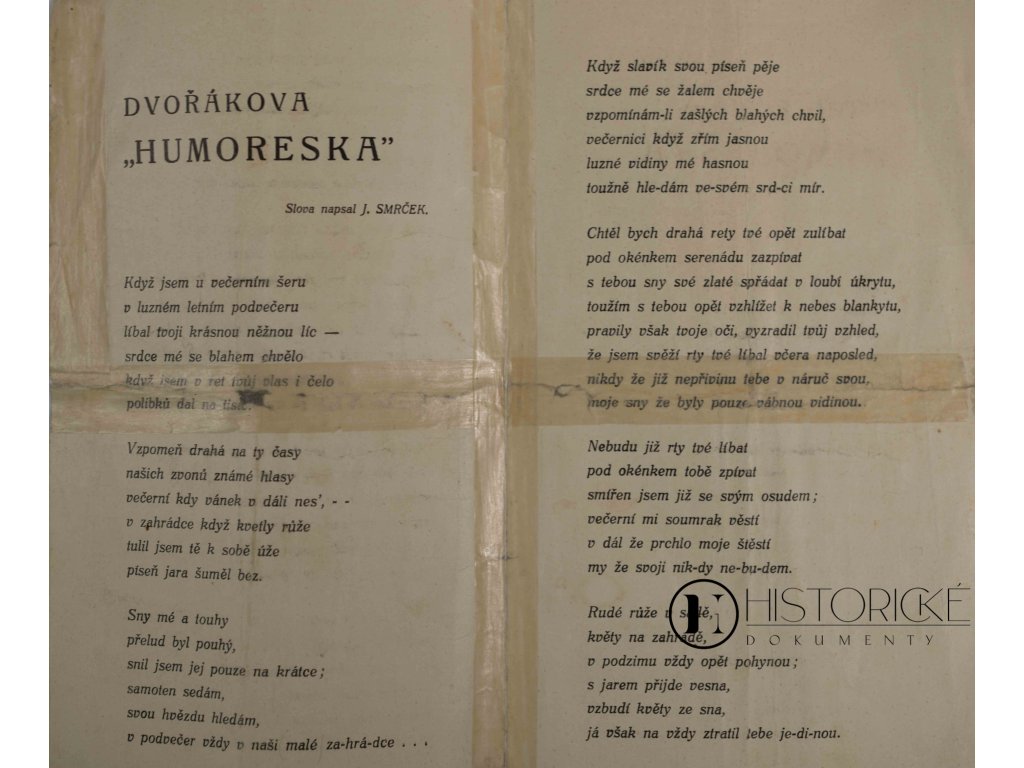 DVOŘÁKOVA
„HUMORESKA”
Slova napsal J. SMRČEK.
Když jsem u večerním šeru
v luzném letním podvečeru
líbal tvoji krásnou něžnou líc —
srdce mé se blahem chvělo
když jsem v ret tvůj vlas i čelo
polibků dal na tisíc.
Vzpomeň drahá na ty časy
našich zvonů známé hlasy
večerní kdy vánek v dáli nes', - -
v zahrádce když kvetly růže
tulil jsem tě k sobě úže
píseň jara šuměl bez.
Sny mé a touhy
přelud byl pouhý,
snil jsem jej pouze na krátce;
samoten sedám,
svou hvězdu hledám,
v podvečer vždy v naší malé za-hrá-dce . . .
Když slavík svou píseň pěje
srdce mé se žalem chvěje
vzpomínám-li zašlých blahých chvil,
večernici když zřím jasnou
luzné vidiny mé hasnou
toužně hle-dám ve-svém srd-ci mír.
Chtěl bych drahá rety tvé opět zulíbat
pod okénkem serenádu zazpívat
s tebou sny své zlaté spřádat v loubí úkrytu,
toužím s tebou opět vzhlížet k nebes blankytu,
pravily však tvoje oči, vyzradil tvůj vzhled,
že jsem svěží rty tvé líbal včera naposled,
nikdy že již nepřivinu tebe v náruč svou,
moje sny že byly pouze vábnou vidinou.
Nebudu již rty tvé líbat
pod okénkem tobě zpívat
smířen jsem již se svým osudem;
večerní mi soumrak věstí
v dál že prchlo moje štěstí
my že svoji nik-dy ne-bu-dem.
Rudé růže v sadě,
květy na zahradě,
v podzimu vždy opět pohynou;
s jarem přijde vesna,
vzbudí květy ze sna,
já však na vždy ztratil tebe je-di-nou.
HISTORICKÉ
DOKUMENTY